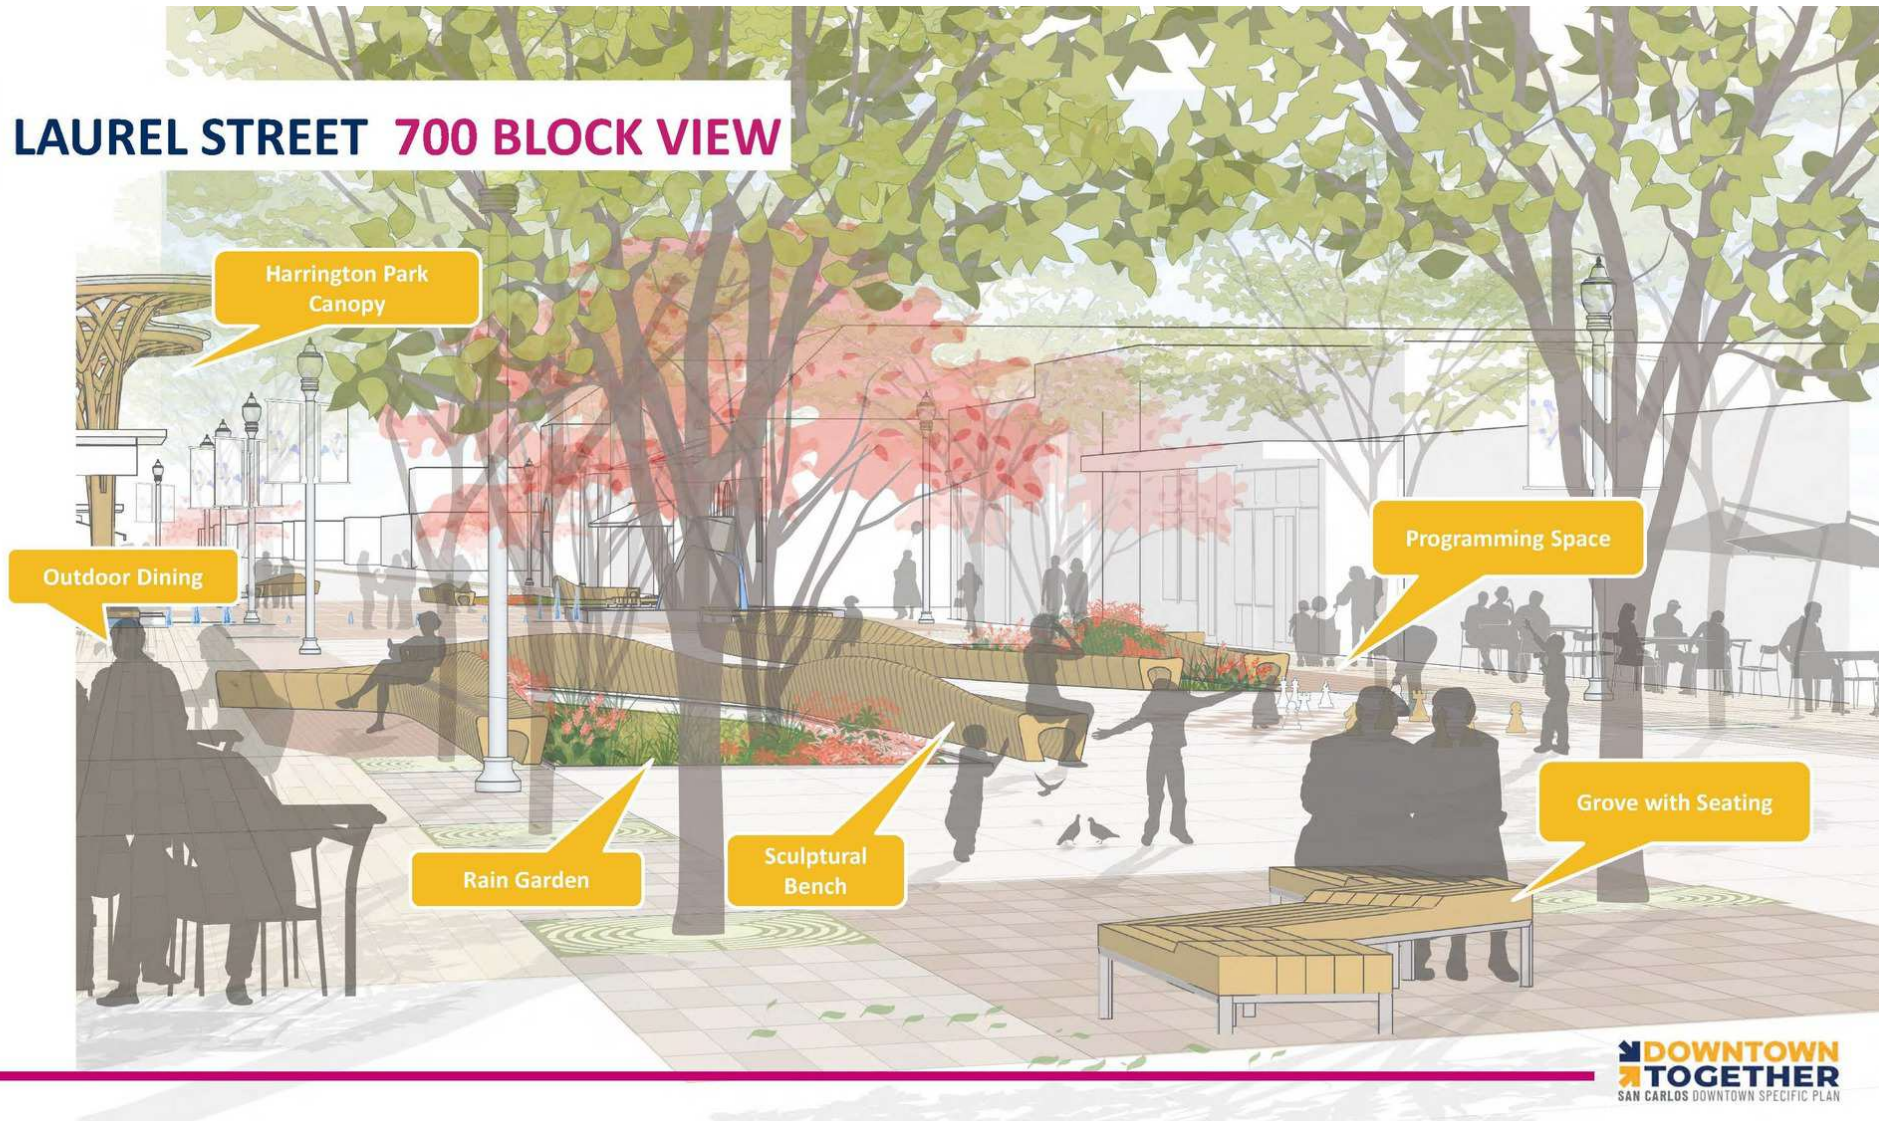 LAUREL STREET 700 BLOCK VIEW
Harrington Park
Canopy
Outdoor Dining
Programming Space
Grove with Seating
Sculptural
Bench
Rain Garden
DOWNTOWN
TOGETHER
SAN CARLOS DOWNTOWN SPECIFIC PLAN